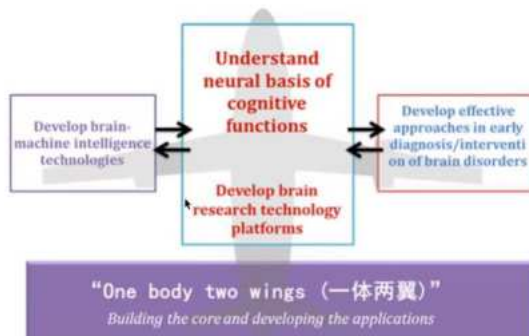 Understand
neural basis of
cognitive
functions
Develop brain-
machine intelligence
technologies
Develop effective
approaches in early
diagnosis/interventi
on of brain disorders
Develop brain
research technology
platforms
“One body two wings (一体两翼)”
Building the core and developing the applications